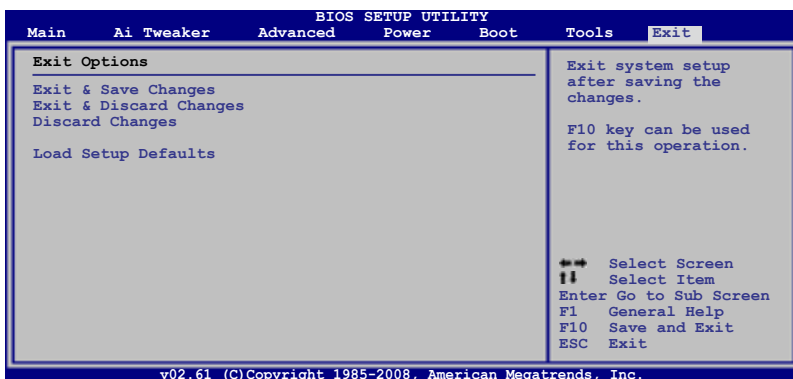 BIOS SETUP UTILITY
Main Ai Tweaker Advanced Power Boot Tools Exit
Exit Options
Exit & Save Changes
Exit & Discard Changes
Discard Changes
Load Setup Defaults
Exit system setup
after saving the
changes.
F10 key can be used
for this operation.
←→ Select Screen
↑↓ Select Item
Enter Go to Sub Screen
F1 General Help
F10 Save and Exit
ESC Exit
v02.61 (C)Copyright 1985-2008, American Megatrends, Inc.